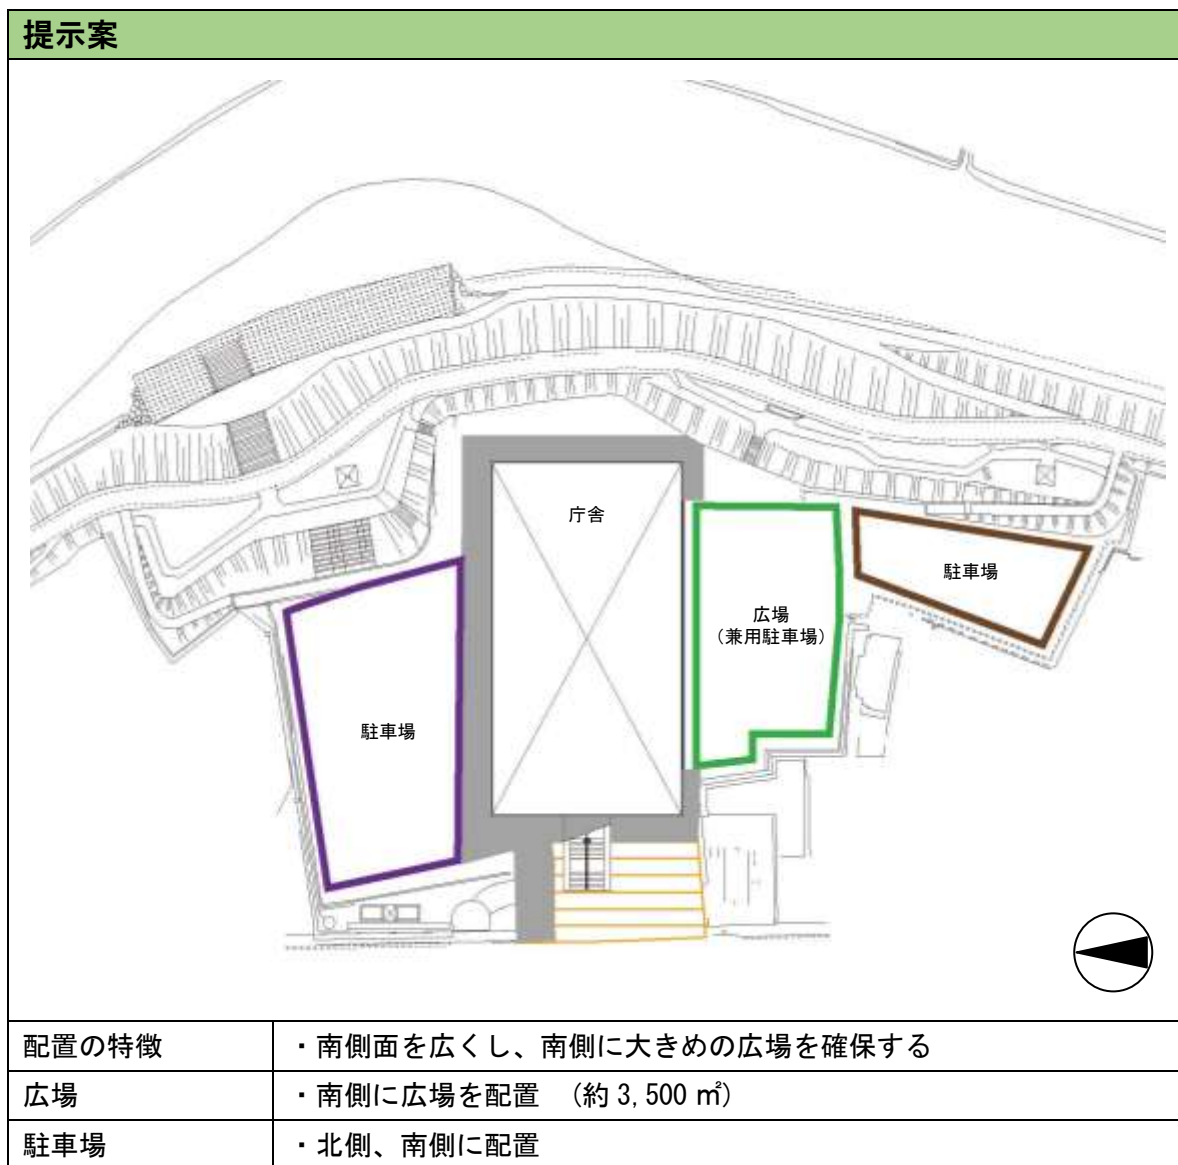 提示案
庁舎
駐車場
広場
（兼用駐車場）
駐車場
配置の特徴
・南側面を広くし、南側に大きめの広場を確保する
広場
・南側に広場を配置　（約 3,500 ㎡）
駐車場
・北側、南側に配置